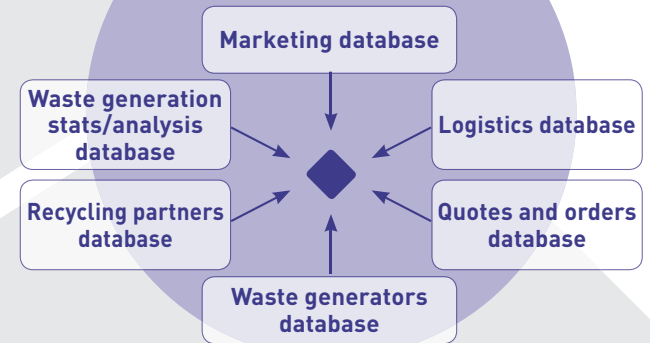 Marketing database
Waste generation
stats/analysis
database
Logistics database
Recycling partners
database
Quotes and orders
database
Waste generators
database